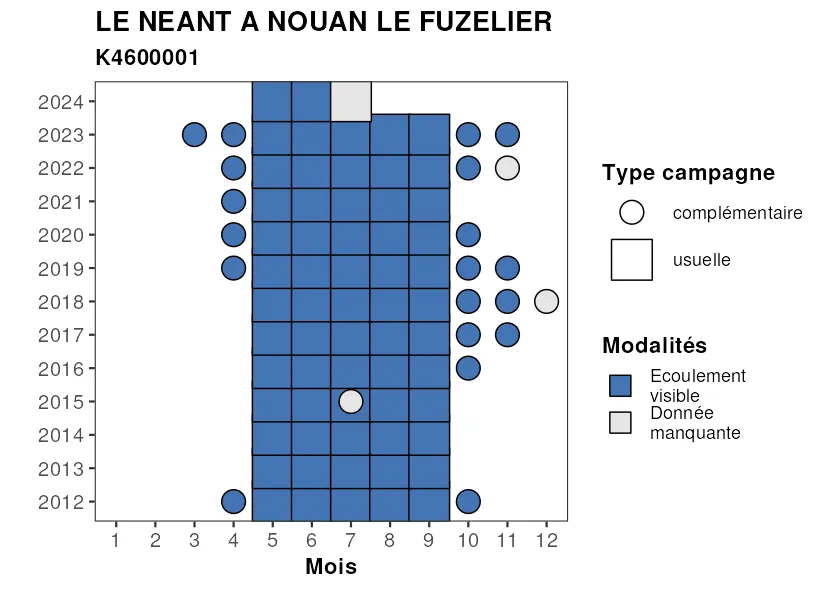 LE NEANT A NOUAN LE FUZELIER
K4600001
2024
2023
2022
2021
2020
2019
2018
2017
2016
2015
2014
2013
2012
1 2 3 4 5 6 7 8 9 10 11 12
Mois
Type campagne
complémentaire
usuelle
Modalités
Ecoulement
visible
Donnée
manquante